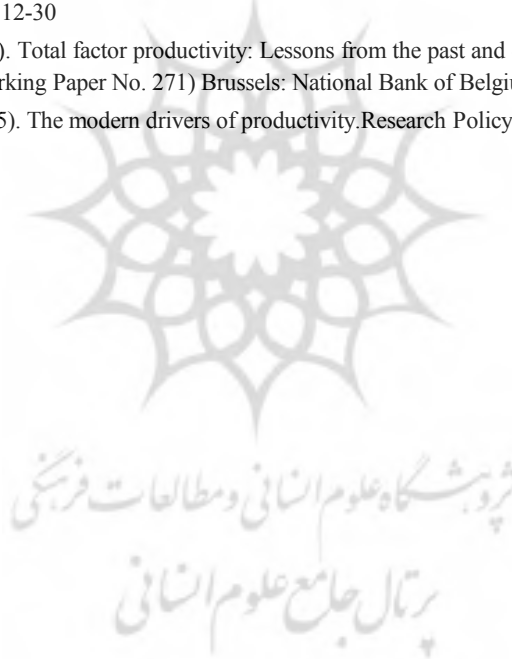 12-30
). Total factor productivity: Lessons from the past and
rking Paper No. 271) Brussels: National Bank of Belgiu
5). The modern drivers of productivity.Research Policy
پژوهشگاه علوم انسانی و مطالعات فرهنگی
پرتال جامع علوم انسانی